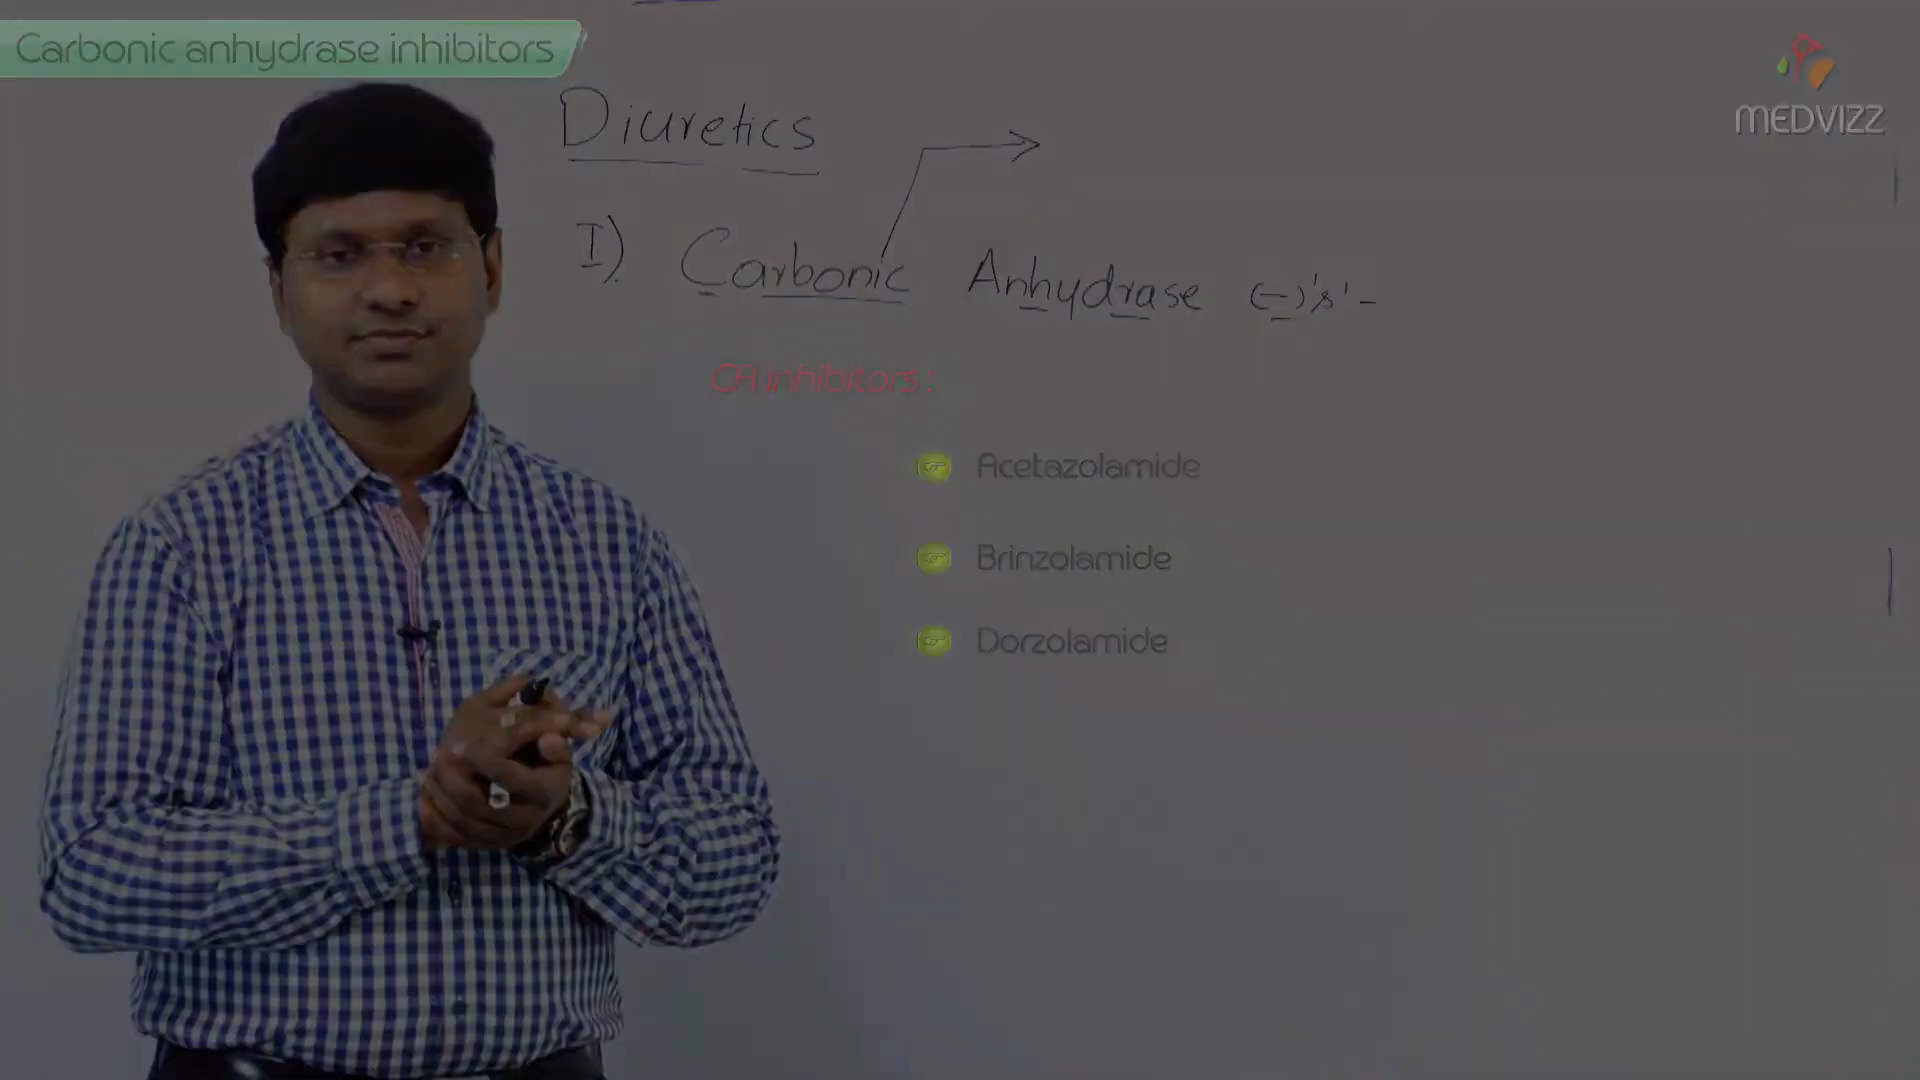 Carbonic anhydrase inhibitors
MEDVIZZ
Diuretics
I) Carbonic Anhydrase (-)'s'-
CA Inhibitors :
Acetazolamide
Brinzolamide
Dorzolamide